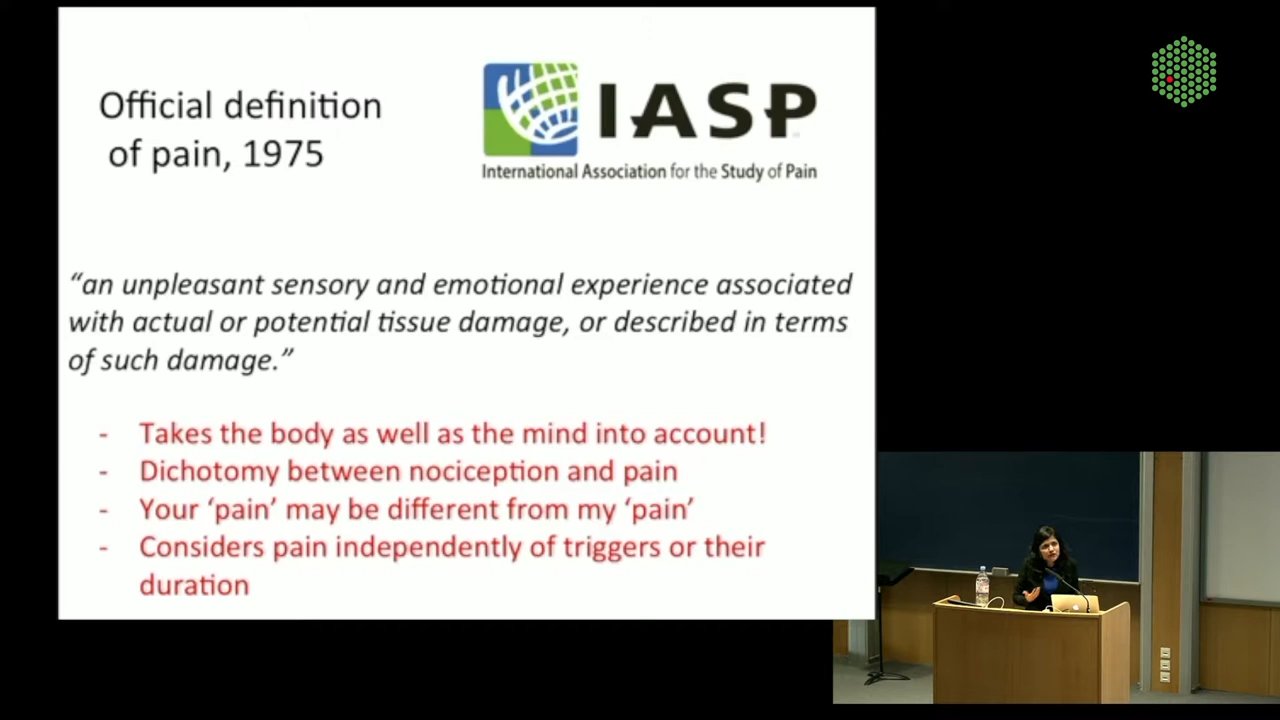 Official definition
of pain, 1975
IASP
International Association for the Study of Pain
“an unpleasant sensory and emotional experience associated
with actual or potential tissue damage, or described in terms
of such damage.”
- Takes the body as well as the mind into account!
- Dichotomy between nociception and pain
- Your ‘pain’ may be different from my ‘pain’
- Considers pain independently of triggers or their
duration